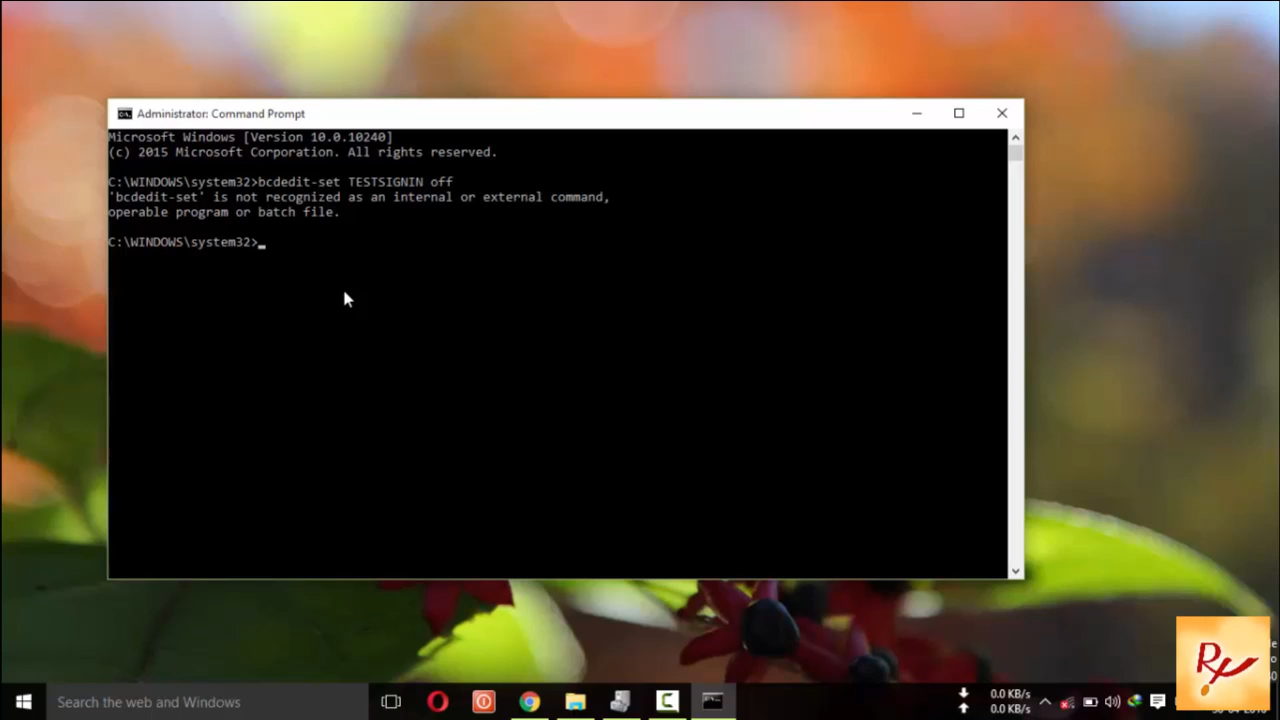 Administrator: Command Prompt
Microsoft Windows [Version 10.0.10240]
(c) 2015 Microsoft Corporation. All rights reserved.
C:\WINDOWS\system32>bcdedit-set TESTSIGNIN off
'bcdedit-set' is not recognized as an internal or external command,
operable program or batch file.
C:\WINDOWS\system32>
Search the web and Windows
0.0 KB/s
0.0 KB/s